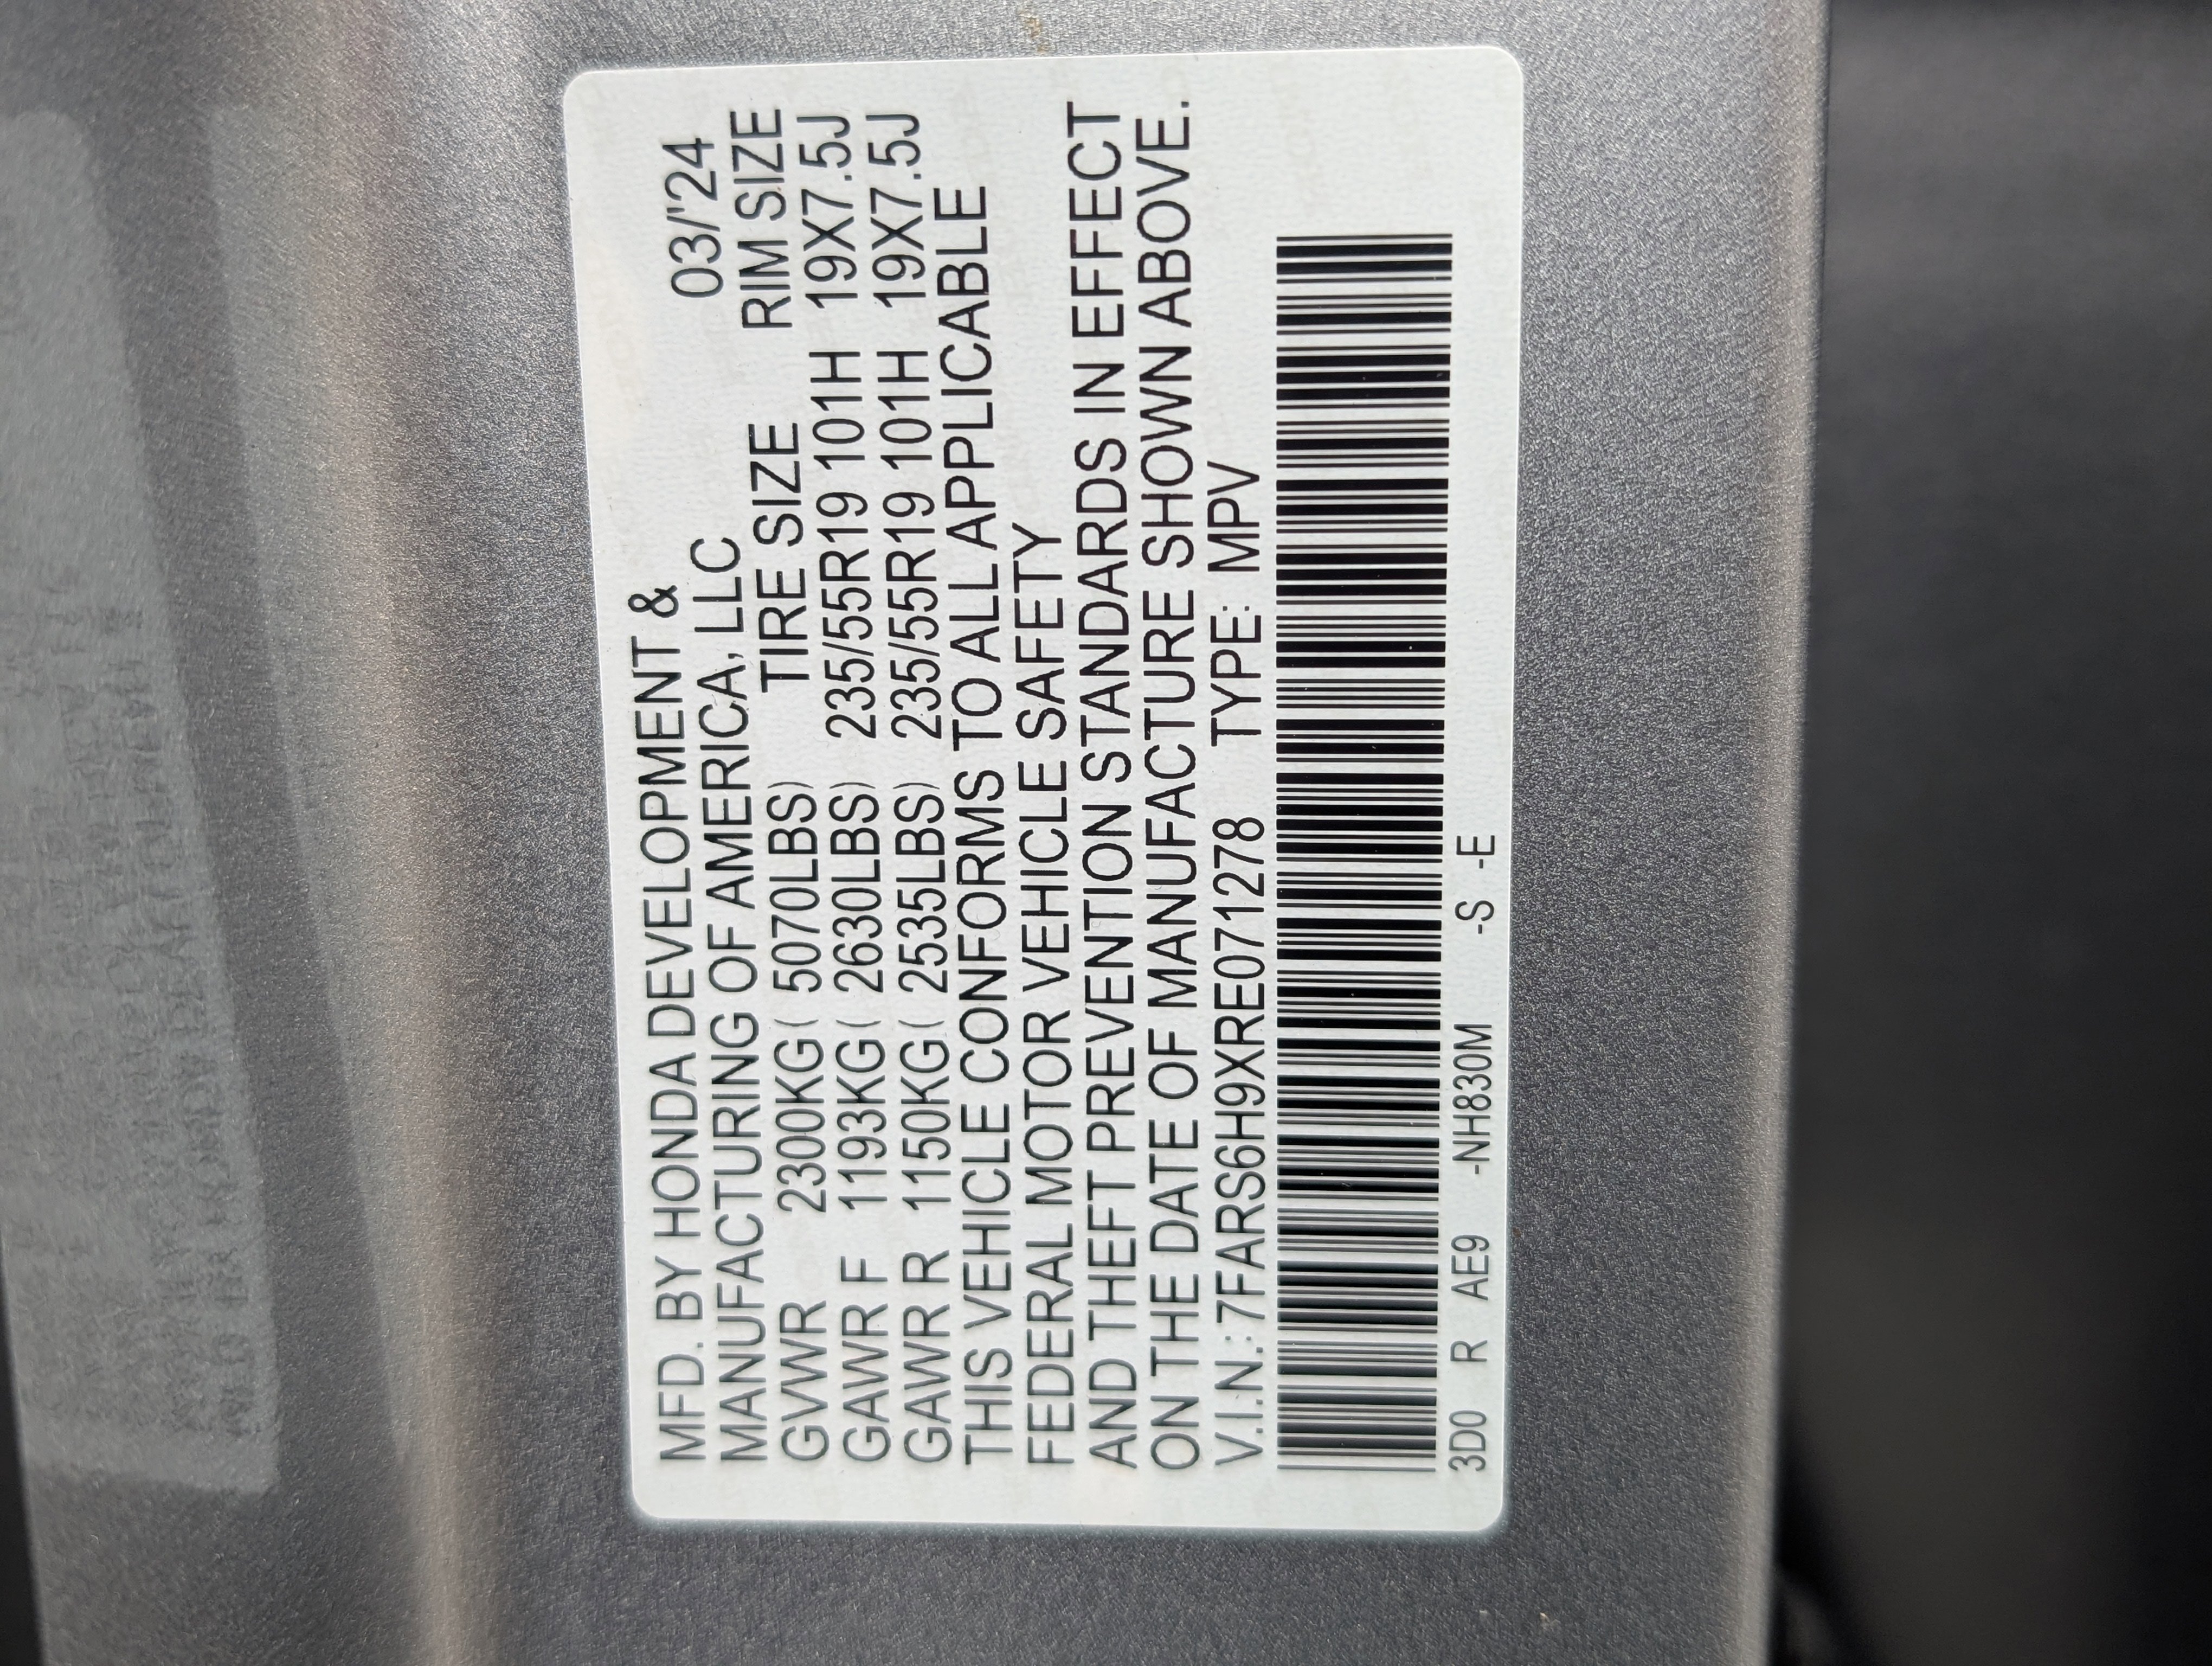 MFD. BY HONDA DEVELOPMENT &
MANUFACTURING OF AMERICA, LLC 03/'24
TIRE SIZE RIM SIZE
GVWR 2300KG( 5070LBS)
GAWR F 1193KG( 2630LBS) 235/55R19 101H 19X7.5J
GAWR R 1150KG( 2535LBS) 235/55R19 101H 19X7.5J
THIS VEHICLE CONFORMS TO ALL APPLICABLE
FEDERAL MOTOR VEHICLE SAFETY
AND THEFT PREVENTION STANDARDS IN EFFECT
ON THE DATE OF MANUFACTURE SHOWN ABOVE.
V.I.N.:7FARS6H9XRE071278 TYPE: MPV
3D0 R AE9 -NH830M -S -E